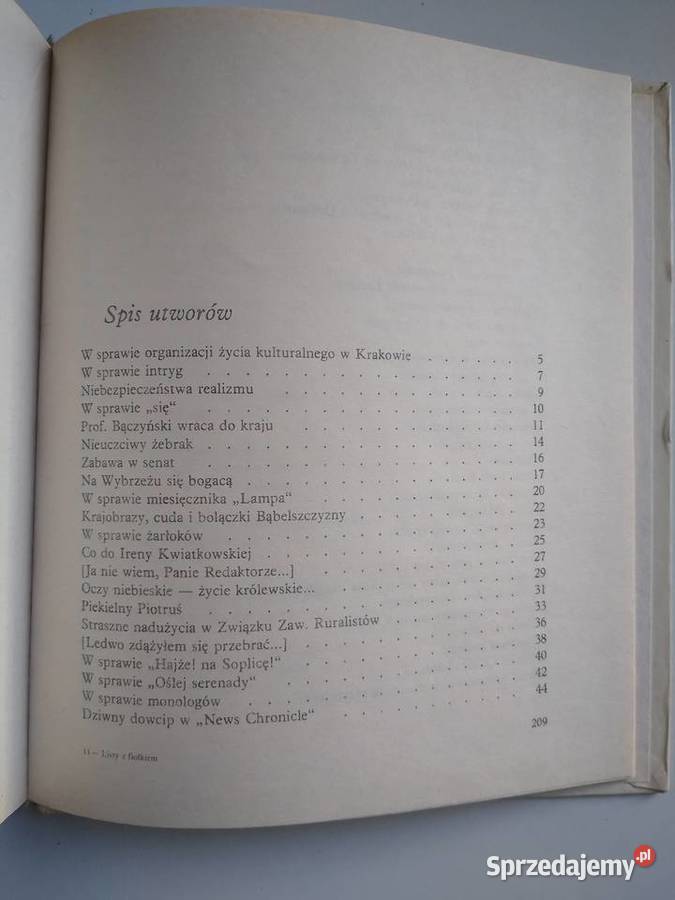 Spis utworów
W sprawie organizacji życia kulturalnego w Krakowie . . . . . . 5
W sprawie intryg . . . . . . . . . . . . . . 7
Niebezpieczeństwa realizmu . . . . . . . . . . . 9
W sprawie „się“ . . . . . . . . . . . . . . 10
Prof. Bączyński wraca do kraju . . . . . . . . . . 11
Nieuczciwy żebrak . . . . . . . . . . . . . 14
Zabawa w senat . . . . . . . . . . . . . . 16
Na Wybrzeżu się bogacą . . . . . . . . . . . . 17
W sprawie miesięcznika „Lampa“ . . . . . . . . . 20
Krajobrazy, cuda i bolączki Bąbelszczyzny . . . . . . . . 22
W sprawie żarłoków . . . . . . . . . . . . . 23
Co do Ireny Kwiatkowskiej . . . . . . . . . . . 25
[Ja nie wiem, Panie Redaktorze...] . . . . . . . . . . 27
Oczy niebieskie — życie królewskie... . . . . . . . . . 29
Piekielny Piotruś . . . . . . . . . . . . . 31
Straszne nadużycia w Związku Zaw. Ruralistów . . . . . . 33
[Ledwo zdążyłem się przebrać...] . . . . . . . . . . 36
W sprawie „Hajże! na Soplicę!“ . . . . . . . . . . 38
W sprawie „Oślej serenady“ . . . . . . . . . . . 40
W sprawie monologów . . . . . . . . . . . . 42
Dziwny dowcip w „News Chronicle“ . . . . . . . . 44
209
11 — Listy z fiołkiem
Sprzedajemy.pl